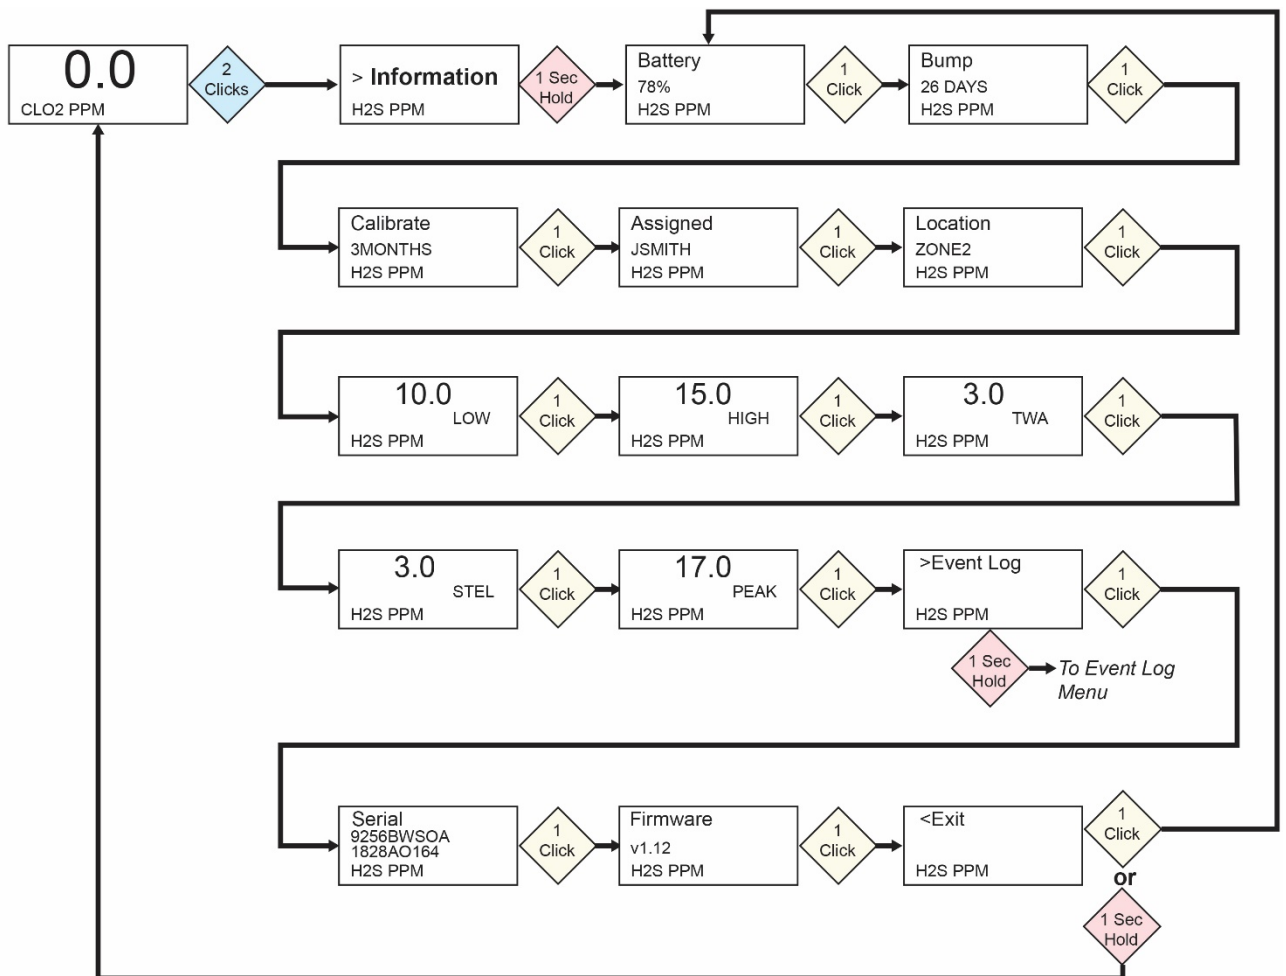 0.0
CLO2 PPM
2
Clicks
> Information
H2S PPM
1 Sec
Hold
Battery
78%
H2S PPM
1
Click
Bump
26 DAYS
H2S PPM
1
Click
Calibrate
3MONTHS
H2S PPM
1
Click
Assigned
JSMITH
H2S PPM
1
Click
Location
ZONE2
H2S PPM
1
Click
10.0
LOW
H2S PPM
1
Click
15.0
HIGH
H2S PPM
1
Click
3.0
TWA
H2S PPM
1
Click
3.0
STEL
H2S PPM
1
Click
17.0
PEAK
H2S PPM
1
Click
>Event Log
H2S PPM
1
Click
1 Sec
Hold
To Event Log
Menu
Serial
9256BWSOA
1828AO164
H2S PPM
1
Click
Firmware
v1.12
H2S PPM
1
Click
<Exit
H2S PPM
1
Click
or
1 Sec
Hold